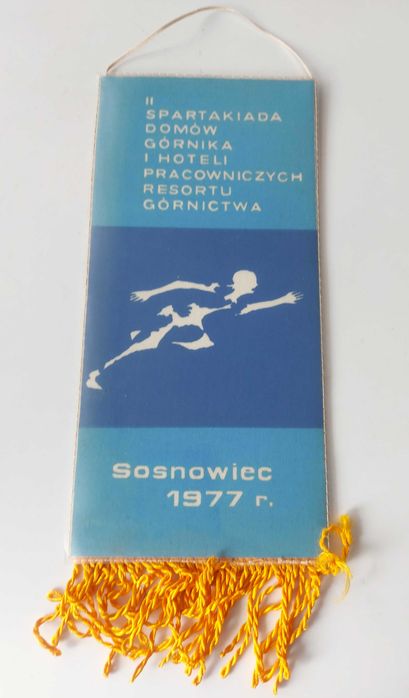 II
SPARTAKIADA
DOMÓW
GÓRNIKA
I HOTELI
PRACOWNICZYCH
RESORTU
GÓRNICTWA
Sosnowiec
1977 r.